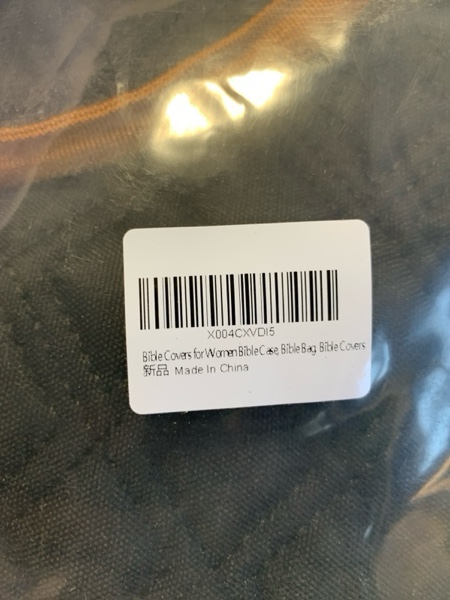 X004CXVDI5
Bible Covers for Women Bible Case, Bible Bag, Bible Covers
新品 Made In China